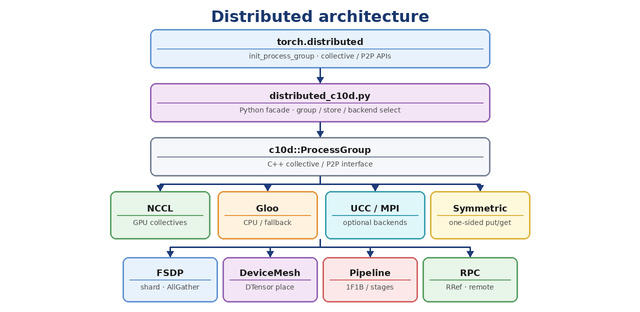 Distributed architecture
torch.distributed
init_process_group · collective / P2P APIs
distributed_c10d.py
Python facade · group / store / backend select
c10d::ProcessGroup
C++ collective / P2P interface
NCCL
GPU collectives
Gloo
CPU / fallback
UCC / MPI
optional backends
Symmetric
one-sided put/get
FSDP
shard · AllGather
DeviceMesh
DTensor place
Pipeline
1F1B / stages
RPC
RRef · remote